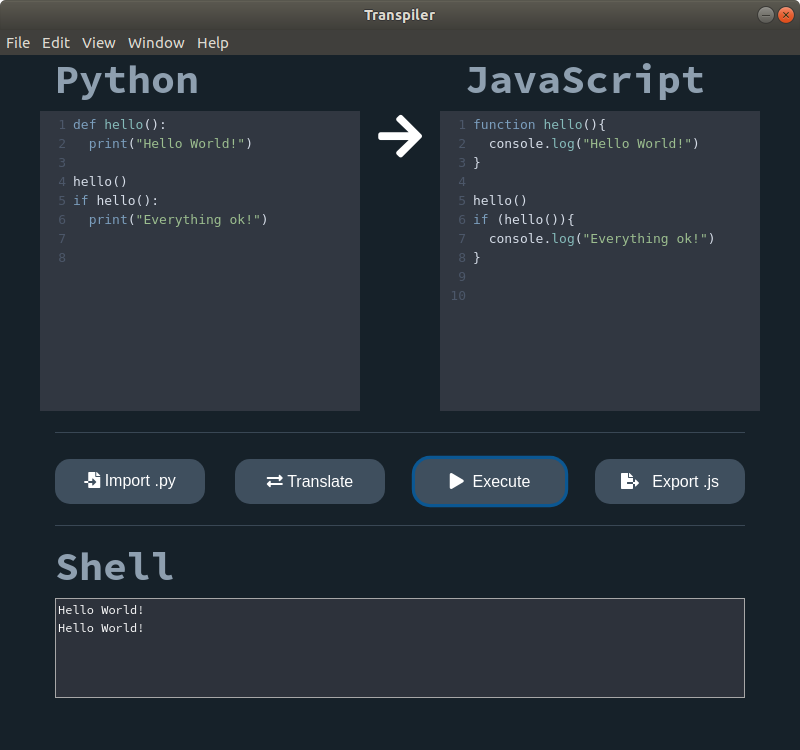 Transpiler
File Edit View Window Help
Python
1 def hello():
2   print("Hello World!")
3
4 hello()
5 if hello():
6   print("Everything ok!")
7
8
JavaScript
1 function hello(){
2   console.log("Hello World!")
3 }
4
5 hello()
6 if (hello()){
7   console.log("Everything ok!")
8 }
9
10
Import .py
Translate
Execute
Export .js
Shell
Hello World!
Hello World!